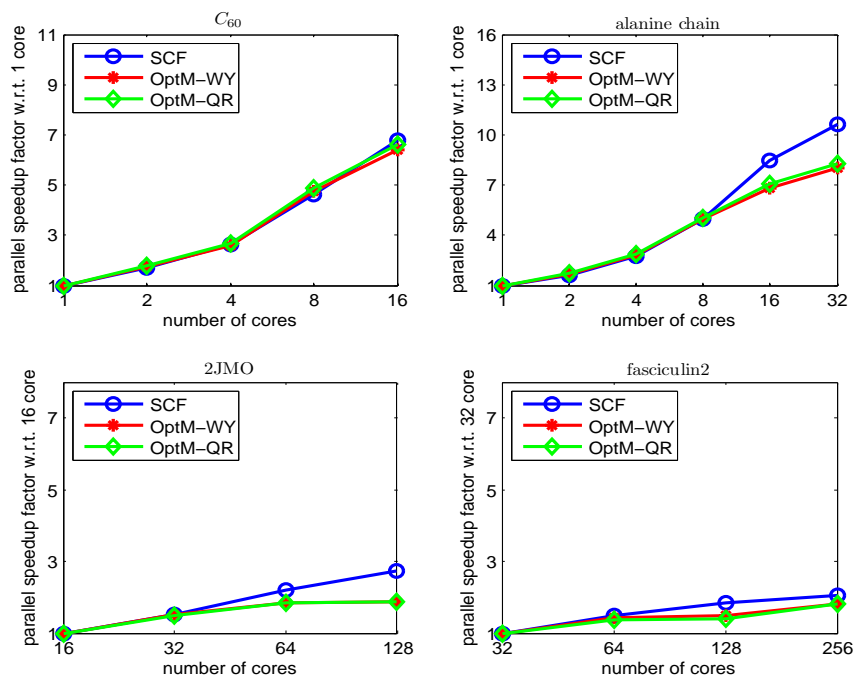 C60
parallel speedup factor w.r.t. 1 core
11
9
7
5
3
1
SCF
OptM−WY
OptM−QR
1 2 4 8 16
number of cores
alanine chain
parallel speedup factor w.r.t. 1 core
16
13
10
7
4
1
SCF
OptM−WY
OptM−QR
1 2 4 8 16 32
number of cores
2JMO
parallel speedup factor w.r.t. 16 core
7
5
3
1
SCF
OptM−WY
OptM−QR
16 32 64 128
number of cores
fasciculin2
parallel speedup factor w.r.t. 32 core
7
5
3
1
SCF
OptM−WY
OptM−QR
32 64 128 256
number of cores